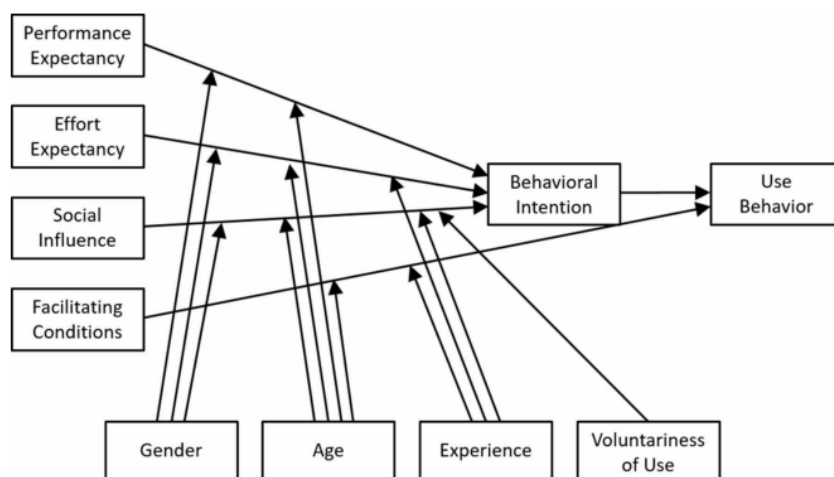 Performance
Expectancy
Effort
Expectancy
Social
Influence
Facilitating
Conditions
Behavioral
Intention
Use
Behavior
Gender
Age
Experience
Voluntariness
of Use